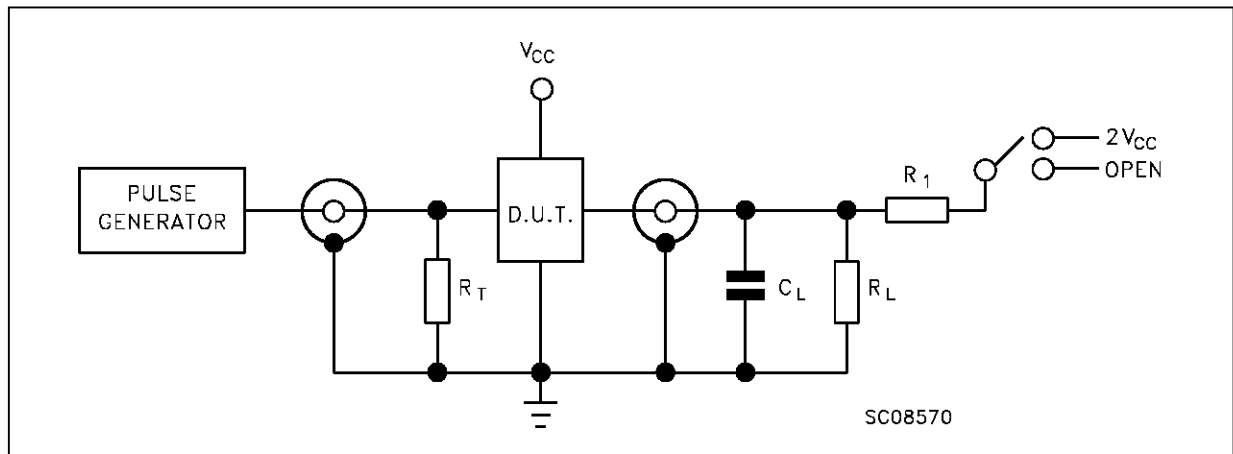 VCC
PULSE
GENERATOR
D.U.T.
RT
CL
RL
R1
2VCC
OPEN
SC08570